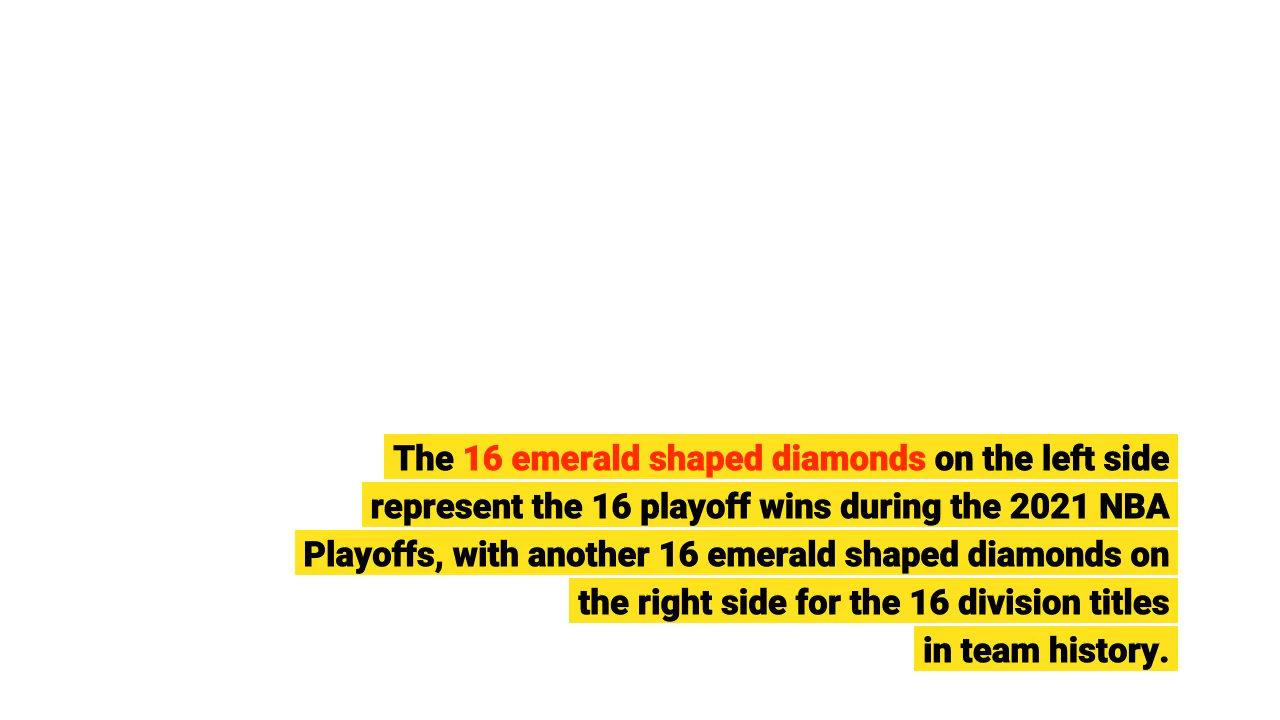 The 16 emerald shaped diamonds on the left side
represent the 16 playoff wins during the 2021 NBA
Playoffs, with another 16 emerald shaped diamonds on
the right side for the 16 division titles
in team history.